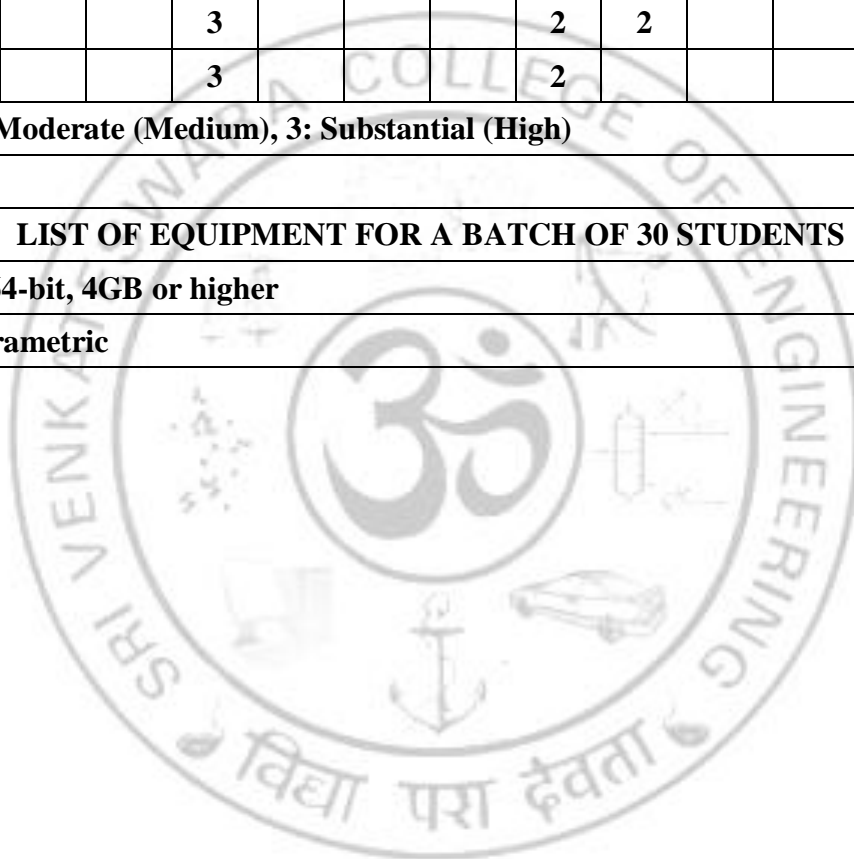 3 2 2
3 2
Moderate (Medium), 3: Substantial (High)
LIST OF EQUIPMENT FOR A BATCH OF 30 STUDENTS
4-bit, 4GB or higher
rametric
SRI VENKATESWARA COLLEGE OF ENGINEERING
विद्या परा देवता